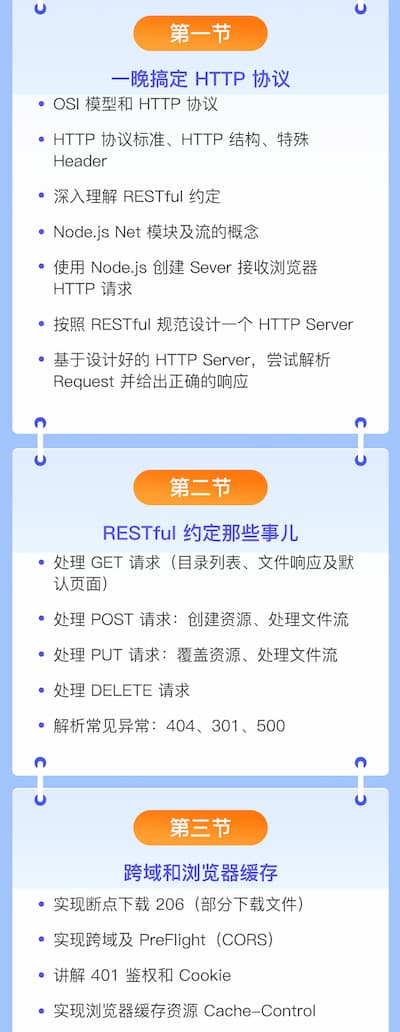 第一节
一晚搞定 HTTP 协议
OSI 模型和 HTTP 协议
HTTP 协议标准、HTTP 结构、特殊
Header
深入理解 RESTful 约定
Node.js Net 模块及流的概念
使用 Node.js 创建 Sever 接收浏览器
HTTP 请求
按照 RESTful 规范设计一个 HTTP Server
基于设计好的 HTTP Server，尝试解析
Request 并给出正确的响应
第二节
RESTful 约定那些事儿
处理 GET 请求（目录列表、文件响应及默
认页面）
处理 POST 请求：创建资源、处理文件流
处理 PUT 请求：覆盖资源、处理文件流
处理 DELETE 请求
解析常见异常：404、301、500
第三节
跨域和浏览器缓存
实现断点下载 206（部分下载文件）
实现跨域及 PreFlight（CORS）
讲解 401 鉴权和 Cookie
实现浏览器缓存资源 Cache-Control